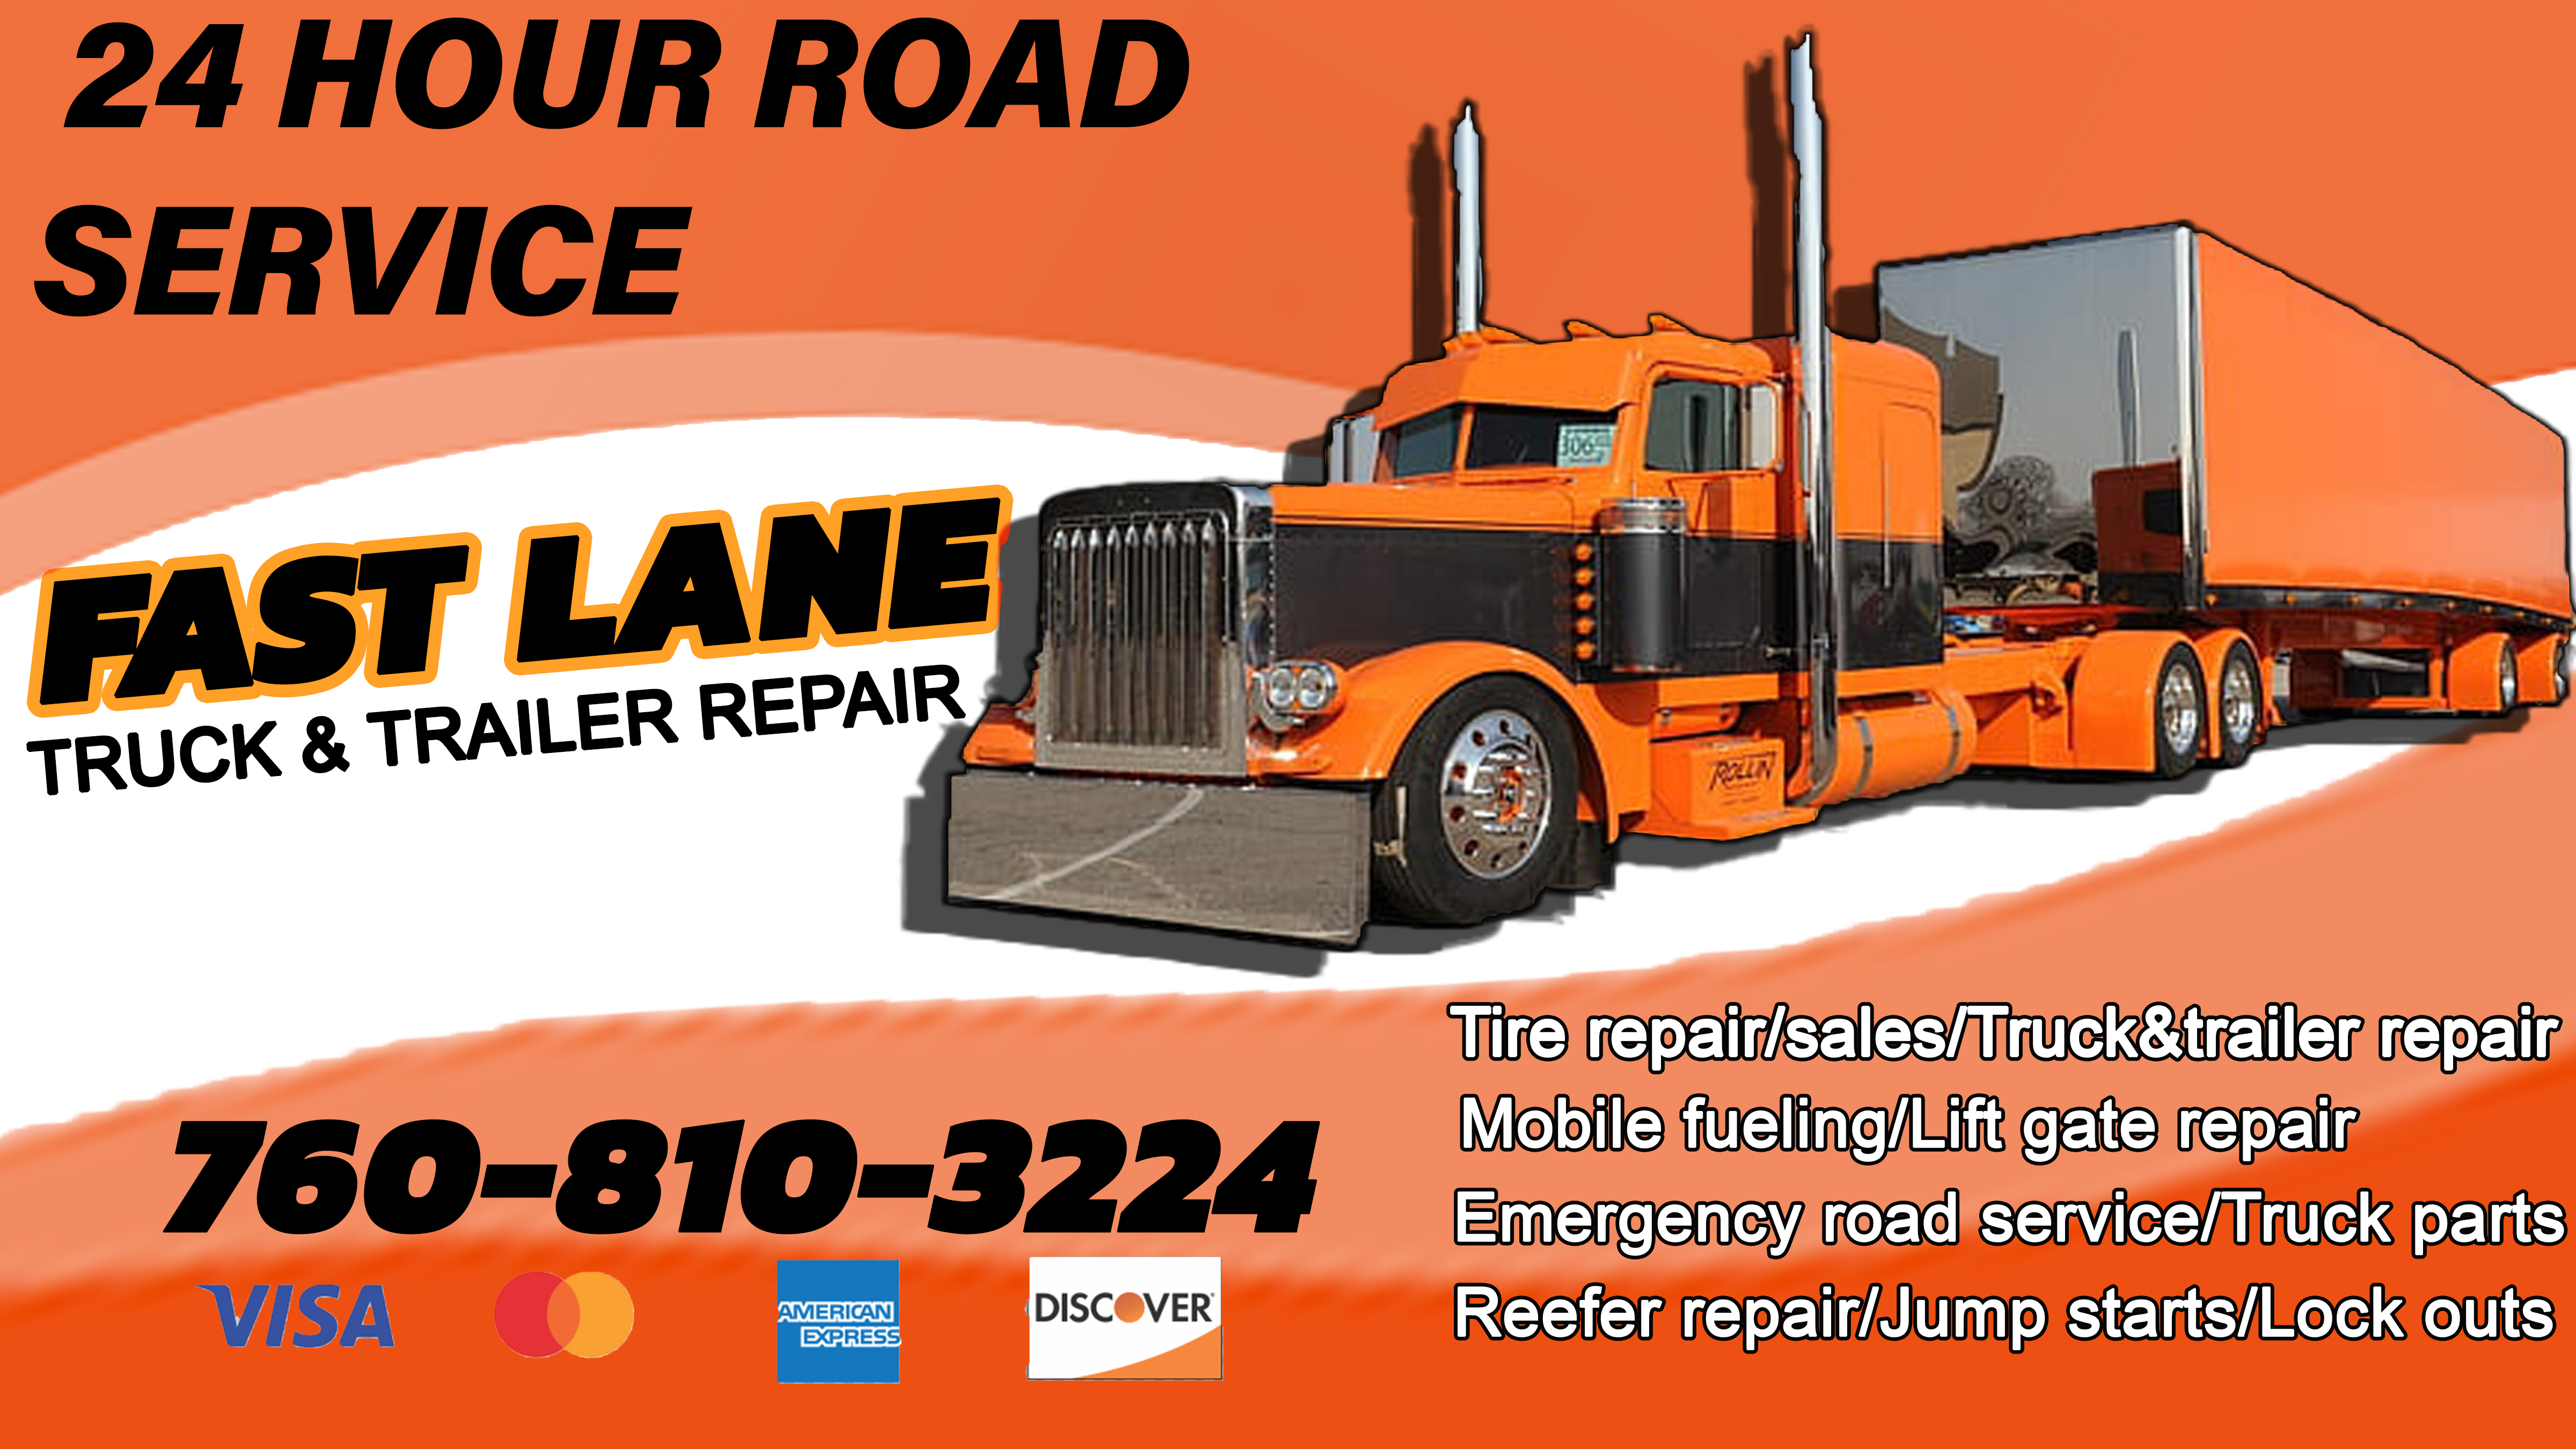 24 HOUR ROAD
SERVICE
FAST LANE
TRUCK & TRAILER REPAIR
306
ROLLIN
760-810-3224
VISA
AMERICAN
EXPRESS
DISCOVER
Tire repair/sales/Truck&trailer repair
Mobile fueling/Lift gate repair
Emergency road service/Truck parts
Reefer repair/Jump starts/Lock outs